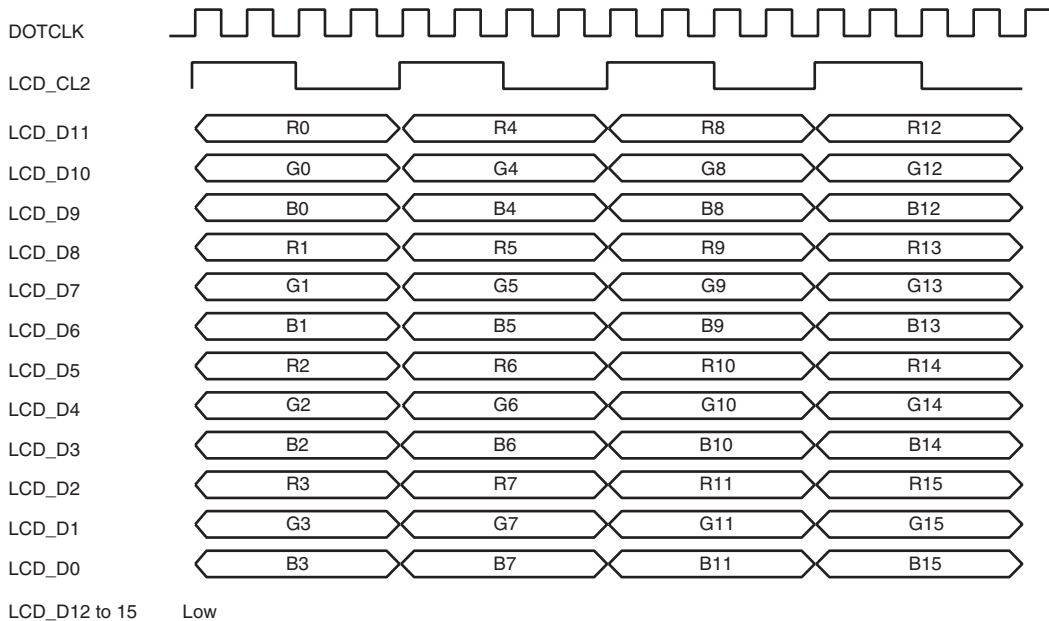 DOTCLK
LCD_CL2
LCD_D11 R0 R4 R8 R12
LCD_D10 G0 G4 G8 G12
LCD_D9 B0 B4 B8 B12
LCD_D8 R1 R5 R9 R13
LCD_D7 G1 G5 G9 G13
LCD_D6 B1 B5 B9 B13
LCD_D5 R2 R6 R10 R14
LCD_D4 G2 G6 G10 G14
LCD_D3 B2 B6 B10 B14
LCD_D2 R3 R7 R11 R15
LCD_D1 G3 G7 G11 G15
LCD_D0 B3 B7 B11 B15
LCD_D12 to 15 Low